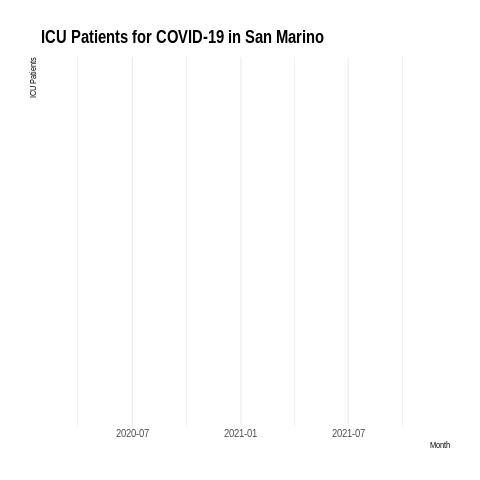 ICU Patients for COVID-19 in San Marino
ICU Patients
2020-07
2021-01
2021-07
Month